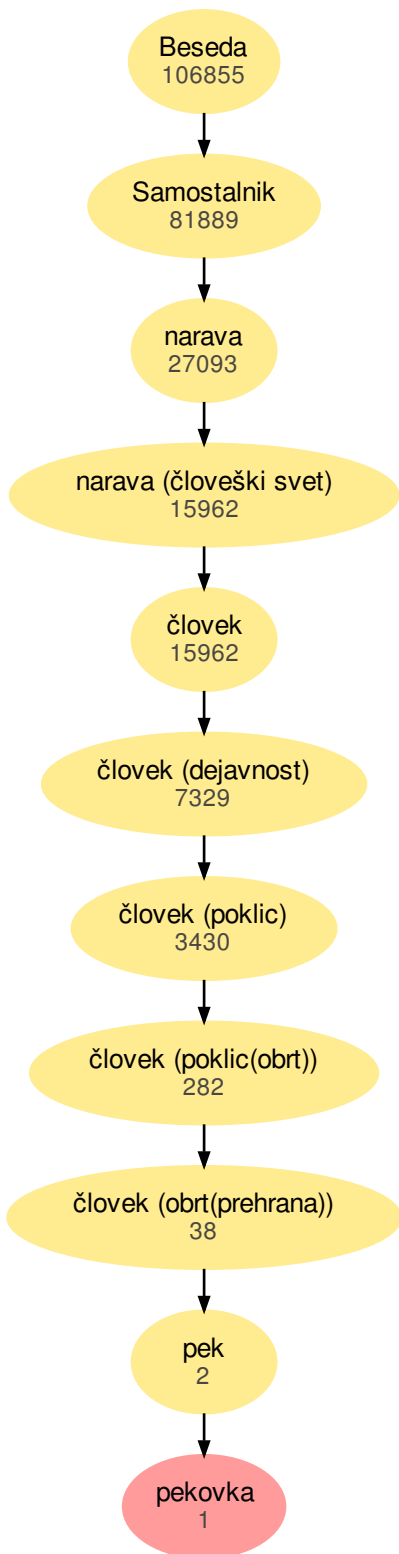 Beseda
106855
Samostalnik
81889
narava
27093
narava (človeški svet)
15962
človek
15962
človek (dejavnost)
7329
človek (poklic)
3430
človek (poklic(obrt))
282
človek (obrt(prehrana))
38
pek
2
pekovka
1